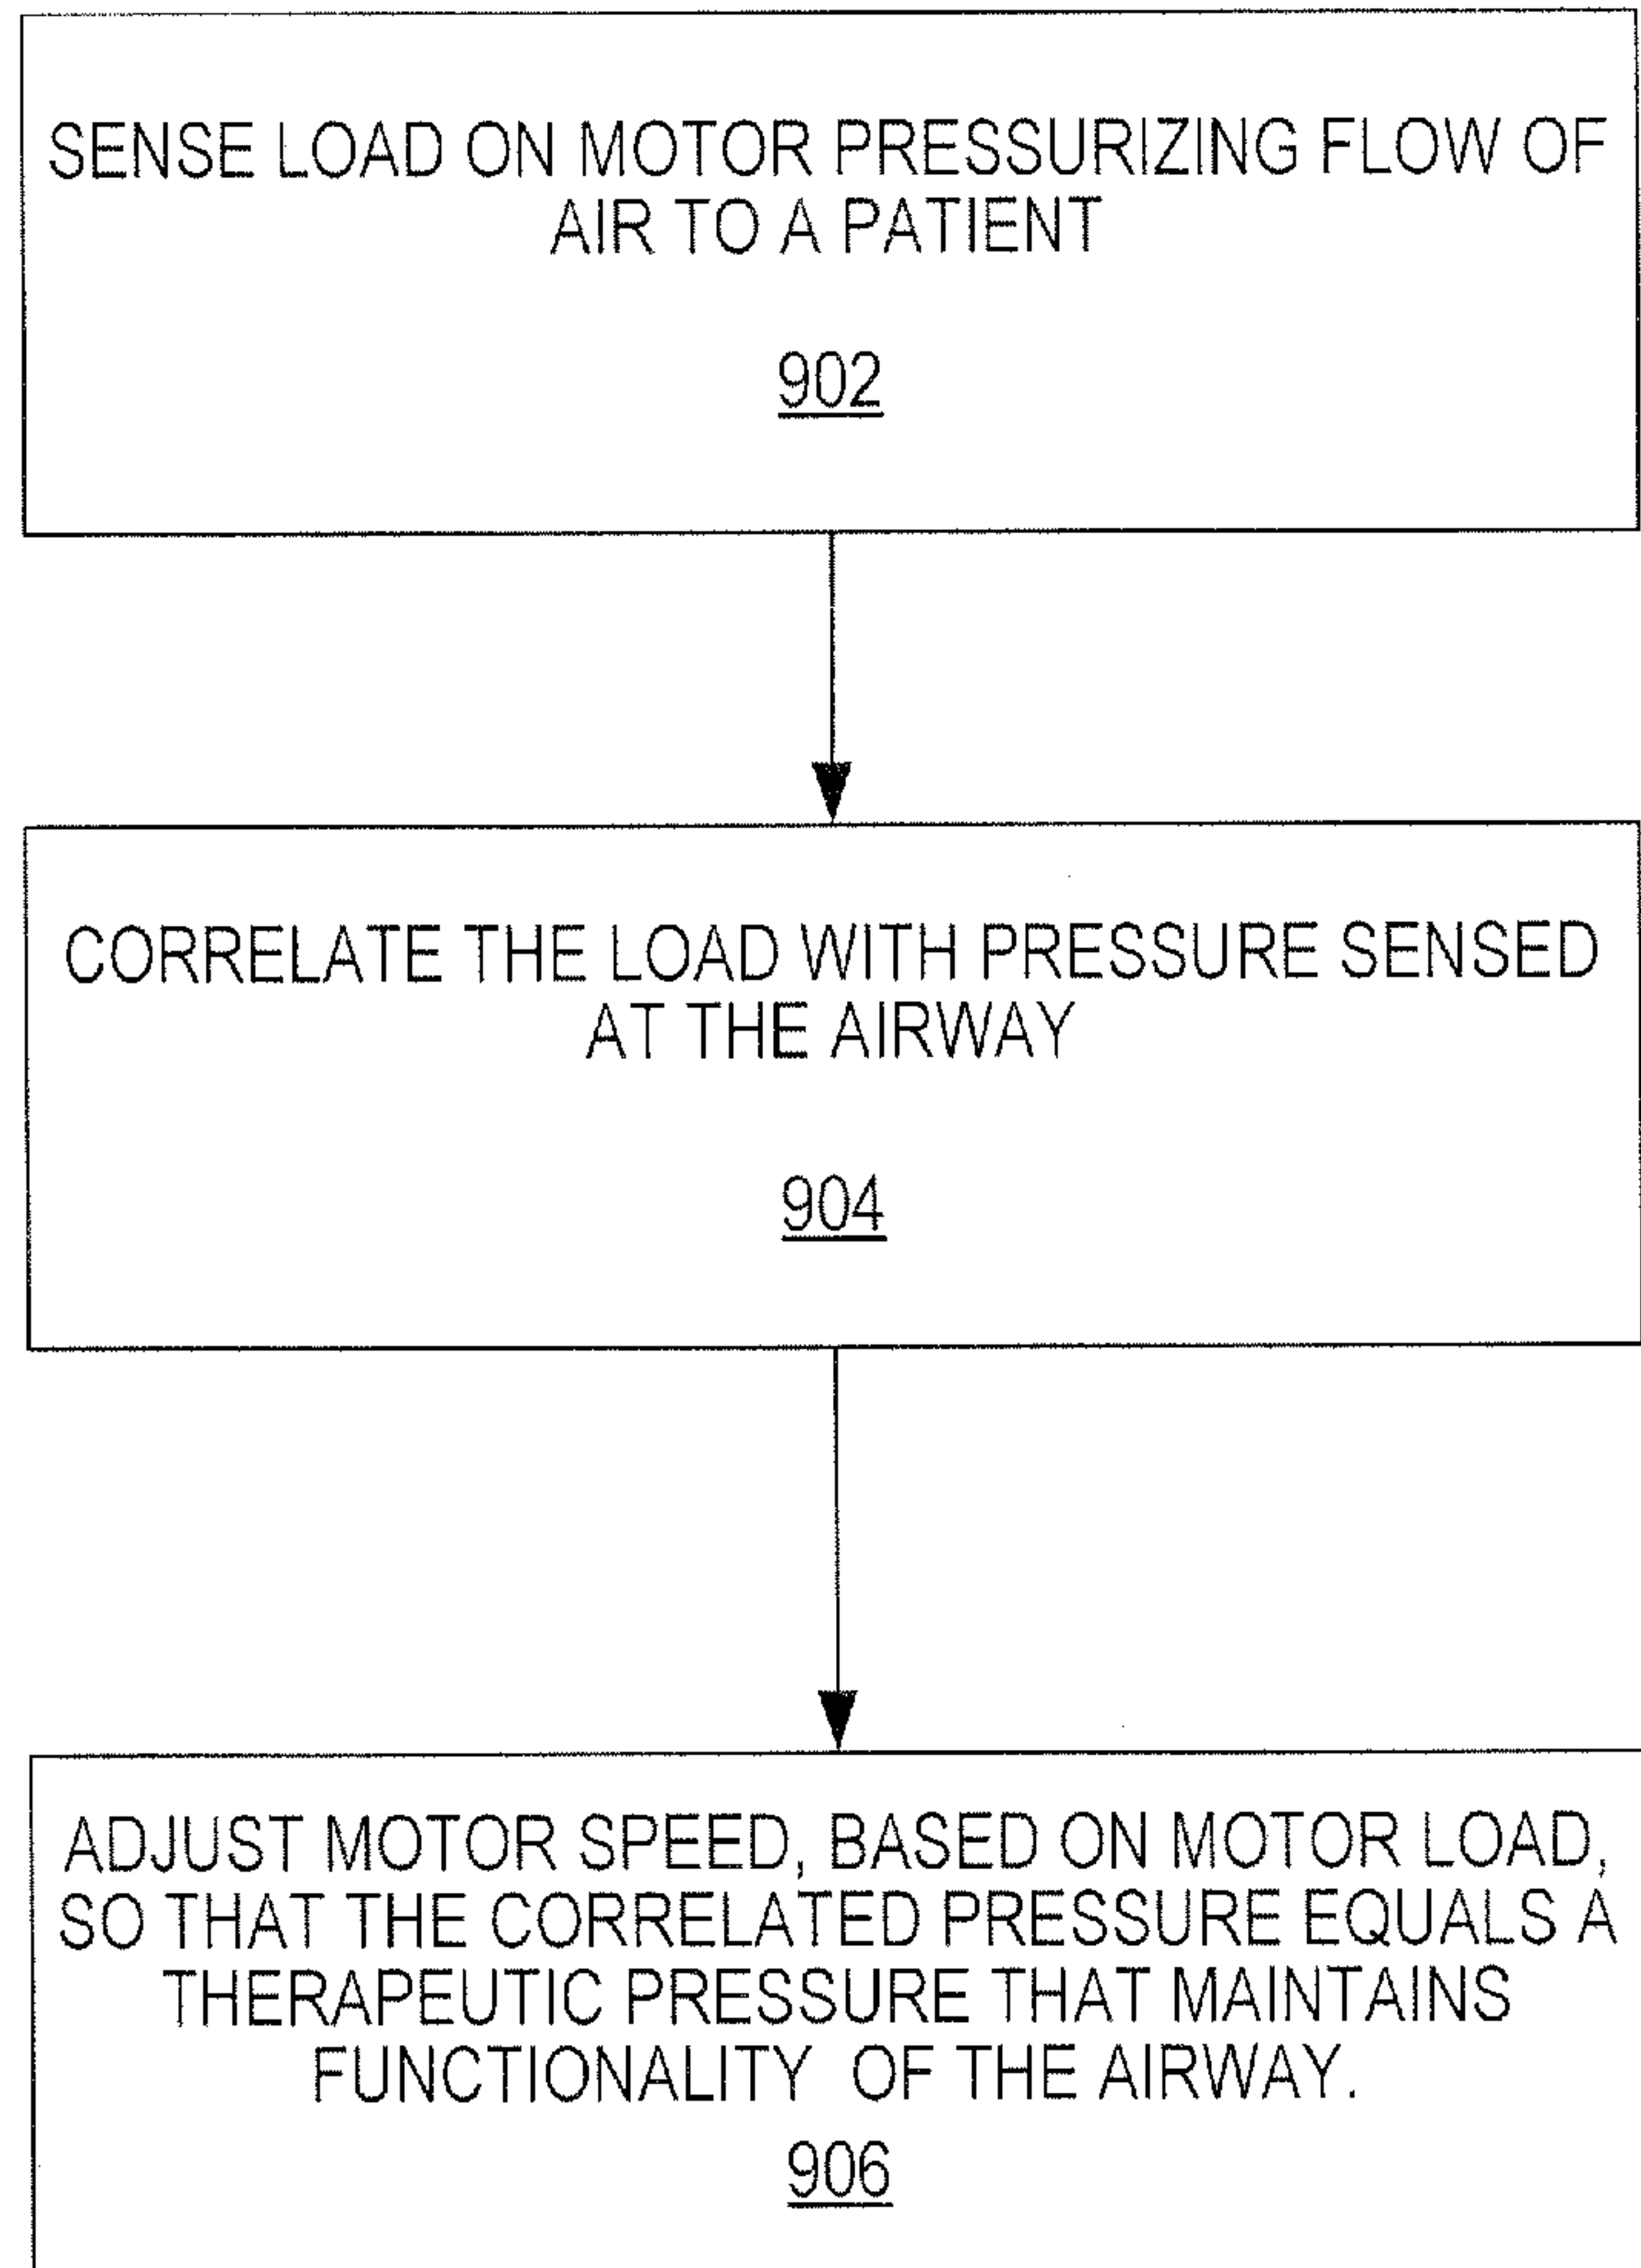 SENSE LOAD ON MOTOR PRESSURIZING FLOW OF
AIR TO A PATIENT
902
CORRELATE THE LOAD WITH PRESSURE SENSED
AT THE AIRWAY
904
ADJUST MOTOR SPEED, BASED ON MOTOR LOAD,
SO THAT THE CORRELATED PRESSURE EQUALS A
THERAPEUTIC PRESSURE THAT MAINTAINS
FUNCTIONALITY OF THE AIRWAY.
906